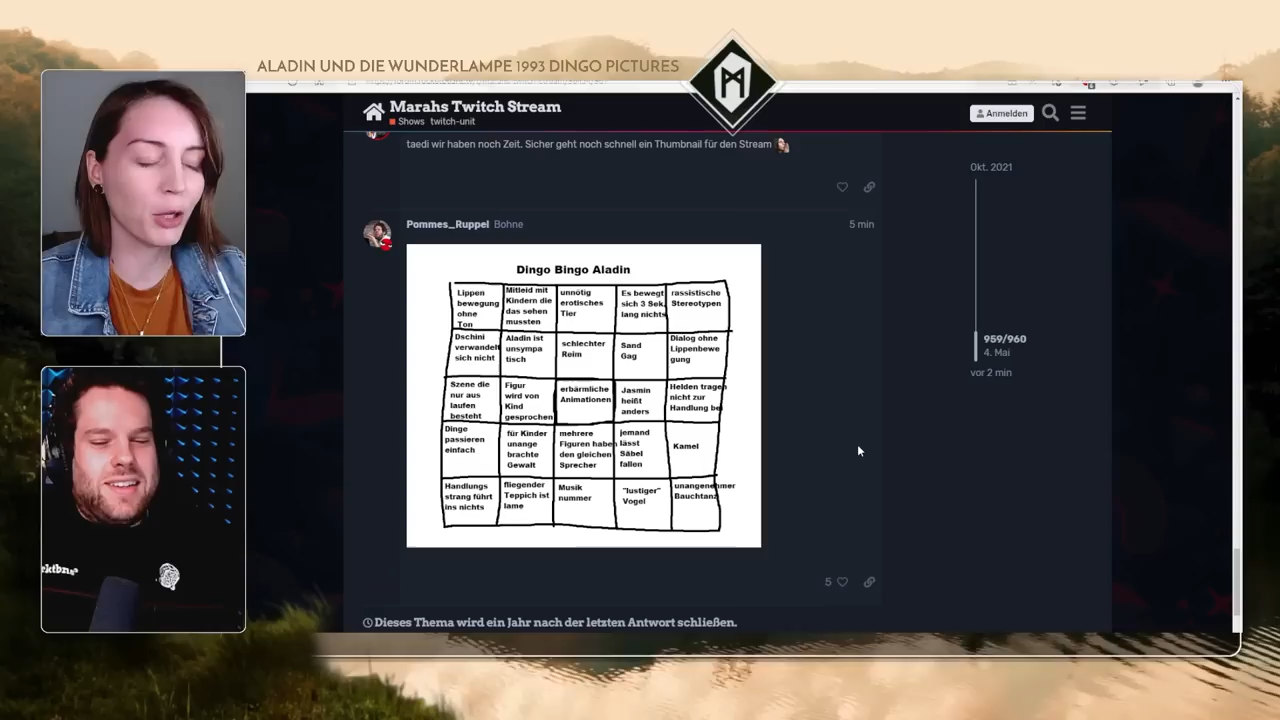 ALADIN UND DIE WUNDERLAMPE 1993 DINGO PICTURES
Marahs Twitch Stream
Shows twitch-unit
Anmelden
taedi wir haben noch Zeit. Sicher geht noch schnell ein Thumbnail für den Stream
Okt. 2021
Pommes_Ruppel Bohne
5 min
Dingo Bingo Aladin
Lippen
bewegung
ohne
Ton
Mitleid mit
Kindern die
das sehen
mussten
unnötig
erotisches
Tier
Es bewegt
sich 3 Sek.
lang nichts
rassistische
Stereotypen
Dschini
verwandelt
sich nicht
Aladin ist
unsympa
tisch
schlechter
Reim
Sand
Gag
Dialog ohne
Lippenbewe
gung
Szene die
nur aus
laufen
besteht
Figur
wird von
Kind
gesprochen
erbärmliche
Animationen
Jasmin
heißt
anders
Helden tragen
nicht zur
Handlung bei
Dinge
passieren
einfach
für Kinder
unange
brachte
Gewalt
mehrere
Figuren haben
den gleichen
Sprecher
jemand
lässt
Säbel
fallen
Kamel
Handlungs
strang führt
ins nichts
fliegender
Teppich ist
lame
Musik
nummer
"lustiger"
Vogel
unangenehmer
Bauchtanz
959/960
4. Mai
vor 2 min
5
Dieses Thema wird ein Jahr nach der letzten Antwort schließen.